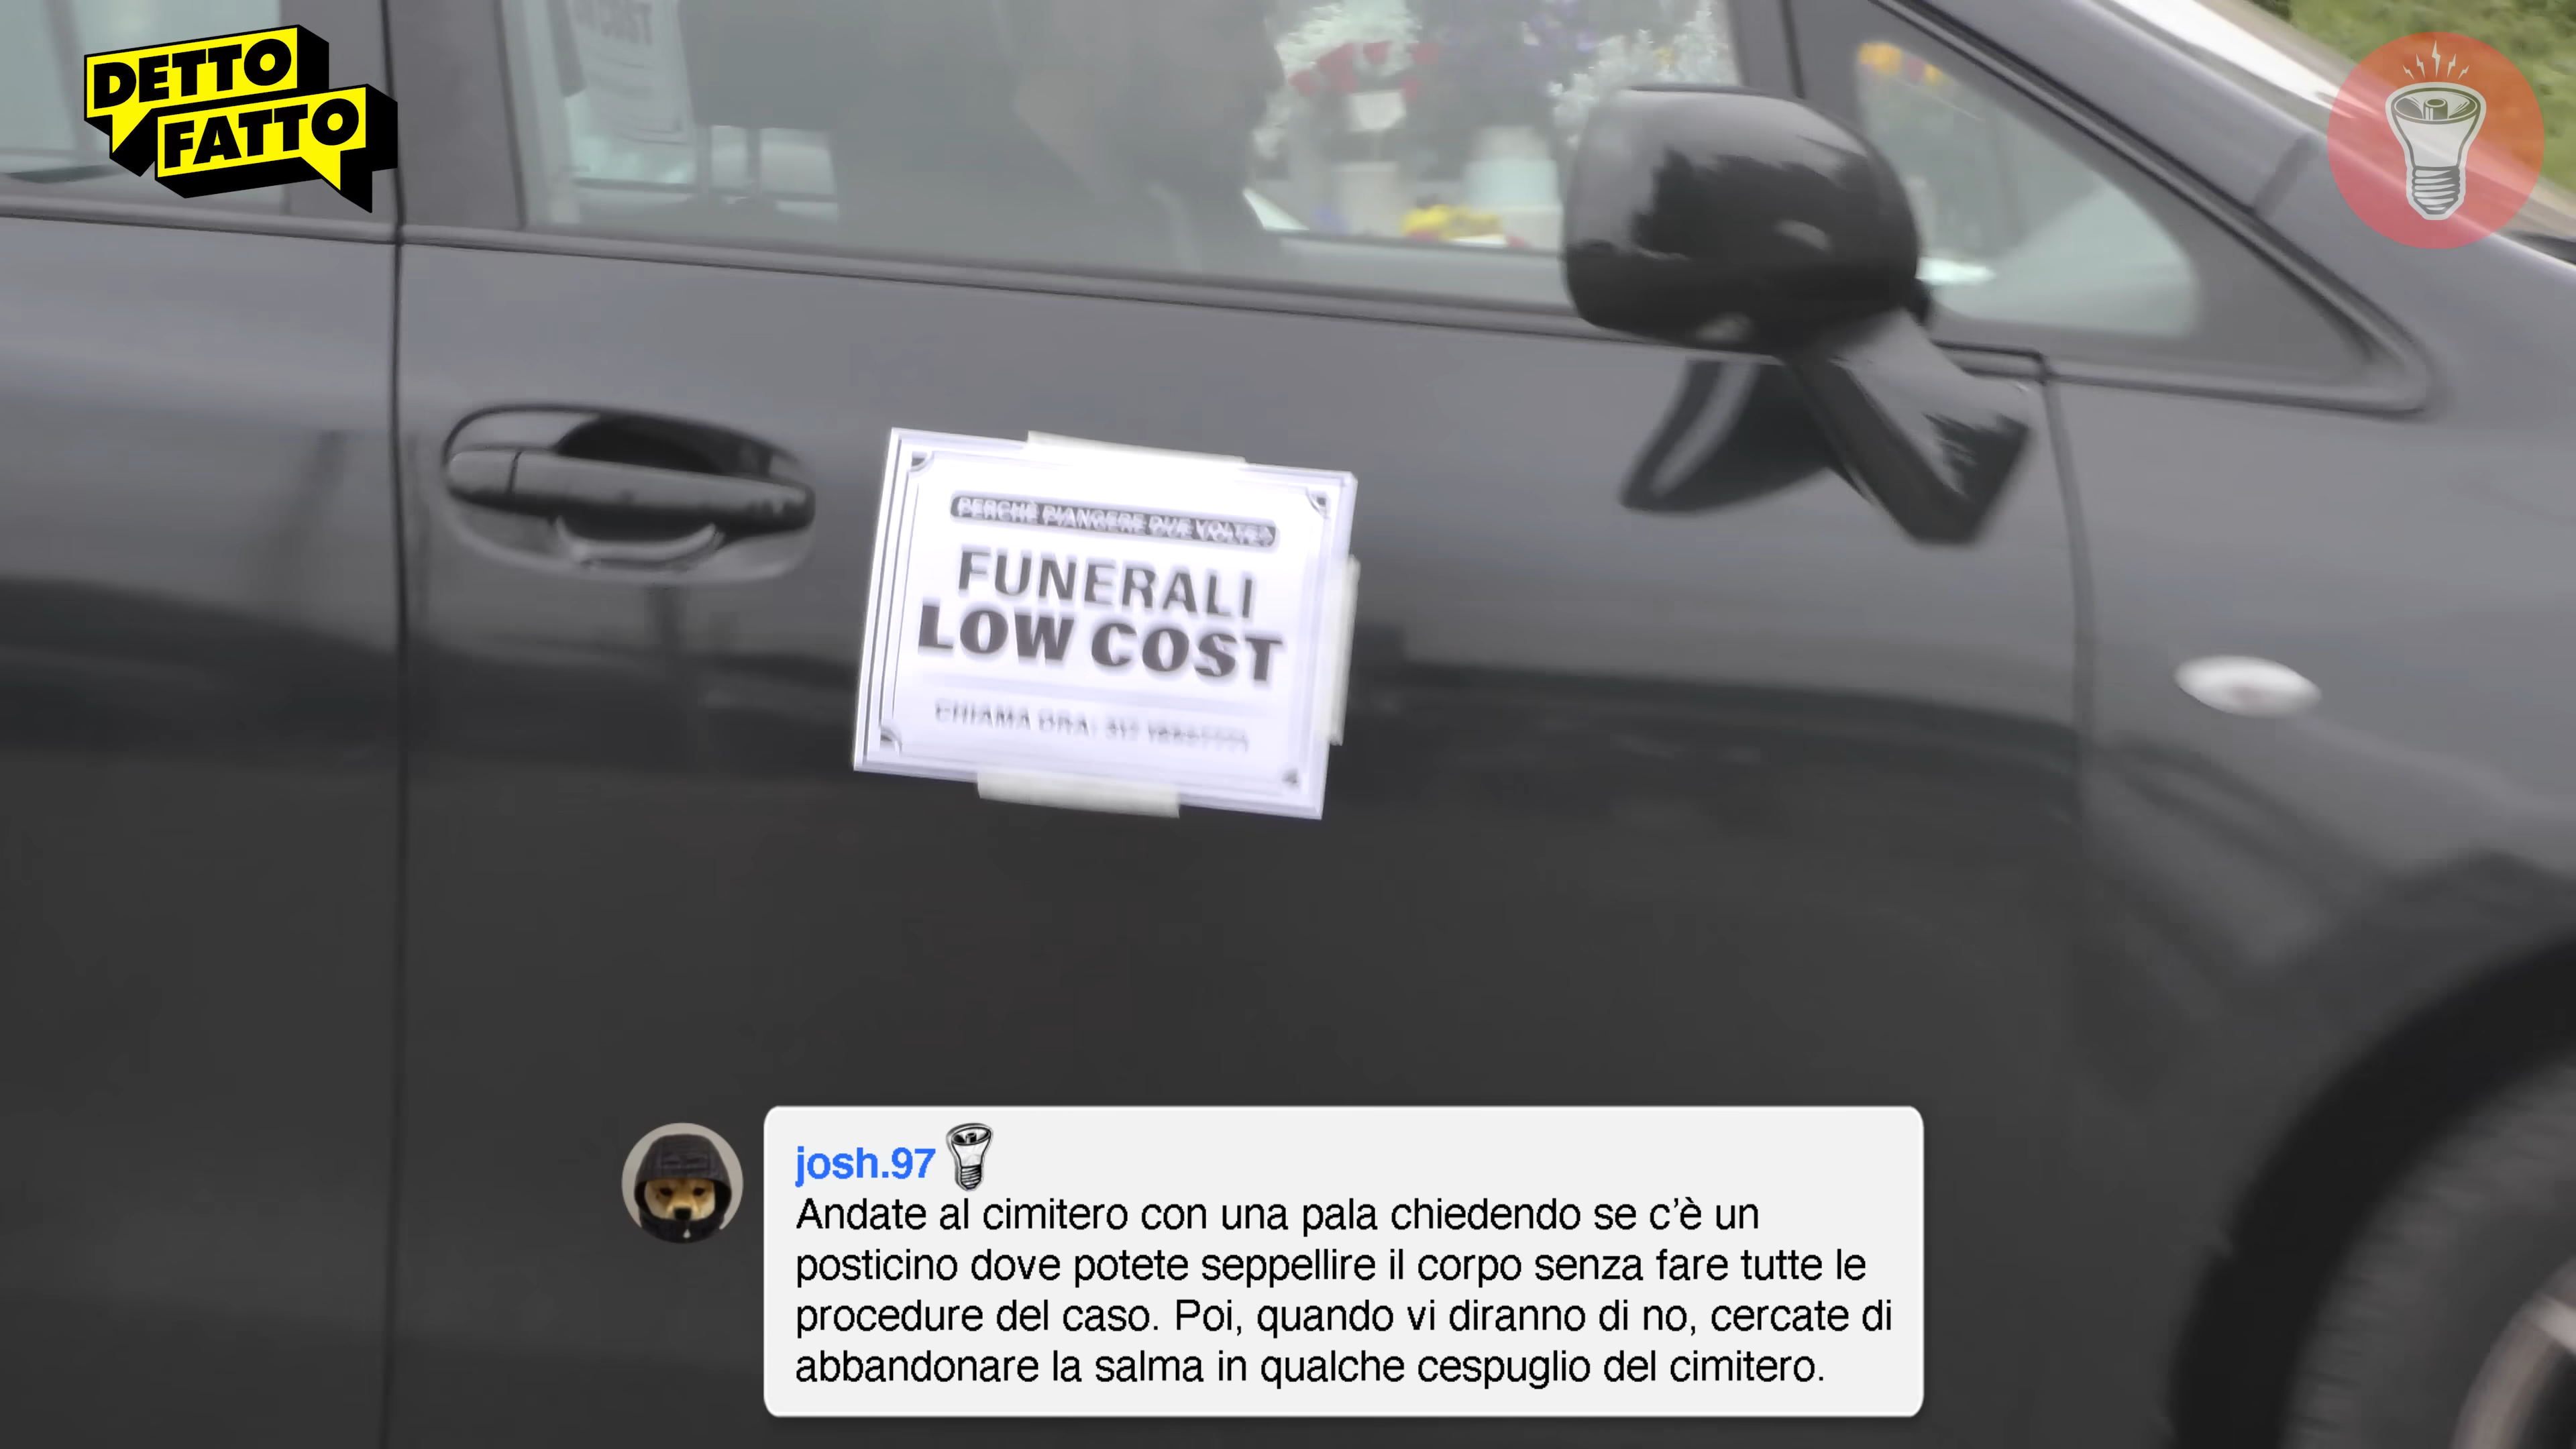 DETTO
FATTO
PERCHÈ PIANGERE DUE VOLTE?
FUNERALI
LOW COST
CHIAMA ORA:
josh.97
Andate al cimitero con una pala chiedendo se c’è un
posticino dove potete seppellire il corpo senza fare tutte le
procedure del caso. Poi, quando vi diranno di no, cercate di
abbandonare la salma in qualche cespuglio del cimitero.